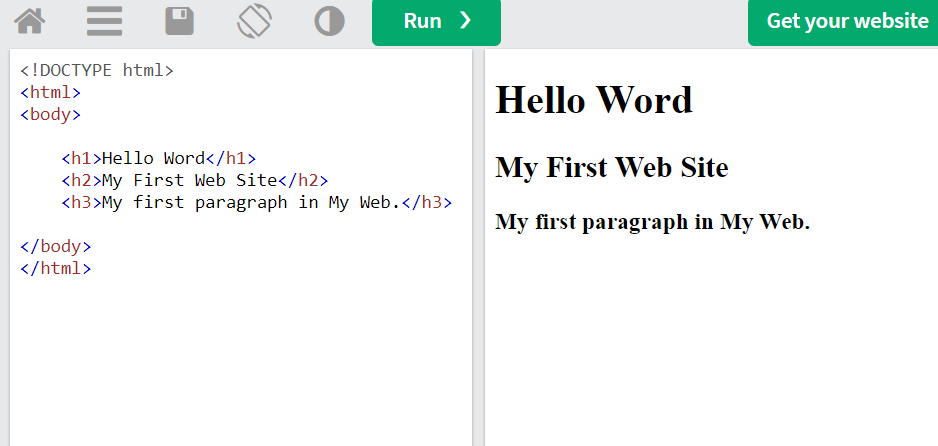 Run ❯
Get your website
<!DOCTYPE html>
<html>
<body>
<h1>Hello Word</h1>
<h2>My First Web Site</h2>
<h3>My first paragraph in My Web.</h3>
</body>
</html>
Hello Word
My First Web Site
My first paragraph in My Web.